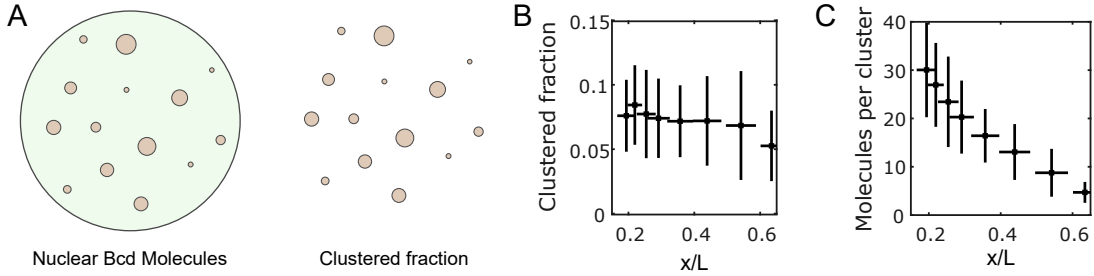 A
Nuclear Bcd Molecules
Clustered fraction
B
Clustered fraction
0.15
0.1
0.05
0
0.2
0.4
0.6
x/L
C
Molecules per cluster
40
30
20
10
0
0.2
0.4
0.6
x/L